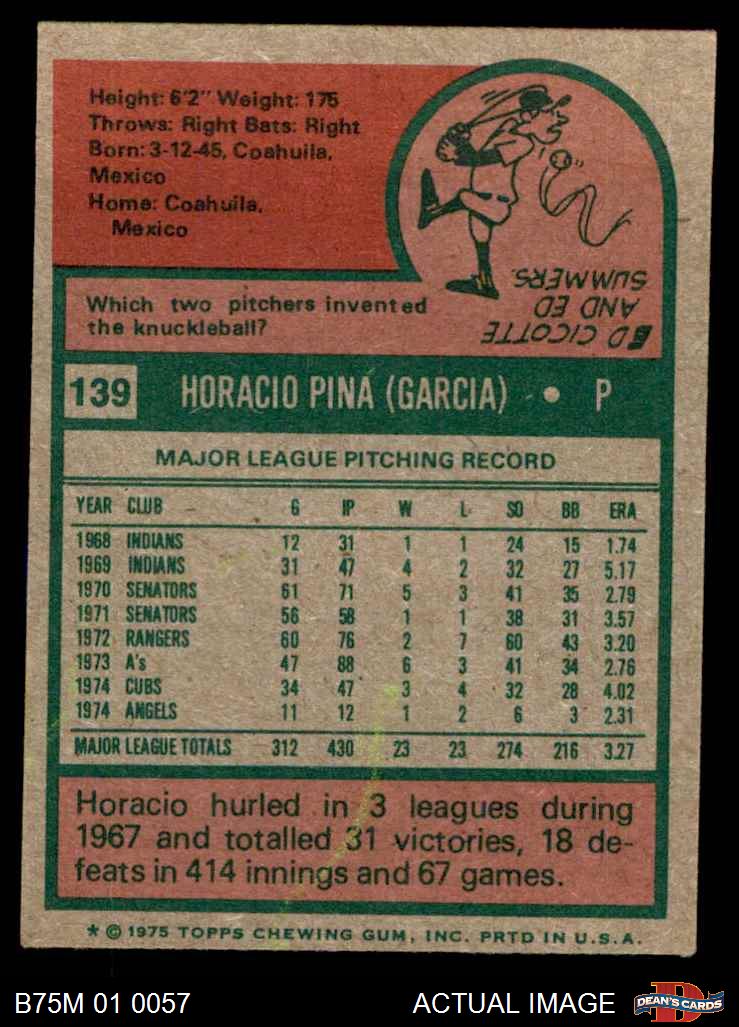 Height: 6'2" Weight: 175
Throws: Right Bats: Right
Born: 3-12-45, Coahuila,
Mexico
Home: Coahuila,
Mexico
Which two pitchers invented
the knuckleball?
ED CICOTTE
AND ED
SUMMERS.
139 HORACIO PINA (GARCIA) • P
MAJOR LEAGUE PITCHING RECORD
YEAR CLUB G IP W L SO BB ERA
1968 INDIANS 12 31 1 1 24 15 1.74
1969 INDIANS 31 47 4 2 32 27 5.17
1970 SENATORS 61 71 5 3 41 35 2.79
1971 SENATORS 56 58 1 1 38 31 3.57
1972 RANGERS 60 76 2 7 60 43 3.20
1973 A's 47 88 6 3 41 34 2.76
1974 CUBS 34 47 3 4 32 28 4.02
1974 ANGELS 11 12 1 2 6 3 2.31
MAJOR LEAGUE TOTALS 312 430 23 23 274 216 3.27
Horacio hurled in 3 leagues during
1967 and totalled 31 victories, 18 de-
feats in 414 innings and 67 games.
* © 1975 TOPPS CHEWING GUM, INC. PRTD IN U.S.A.
B75M 01 0057 ACTUAL IMAGE
DEAN'S CARDS